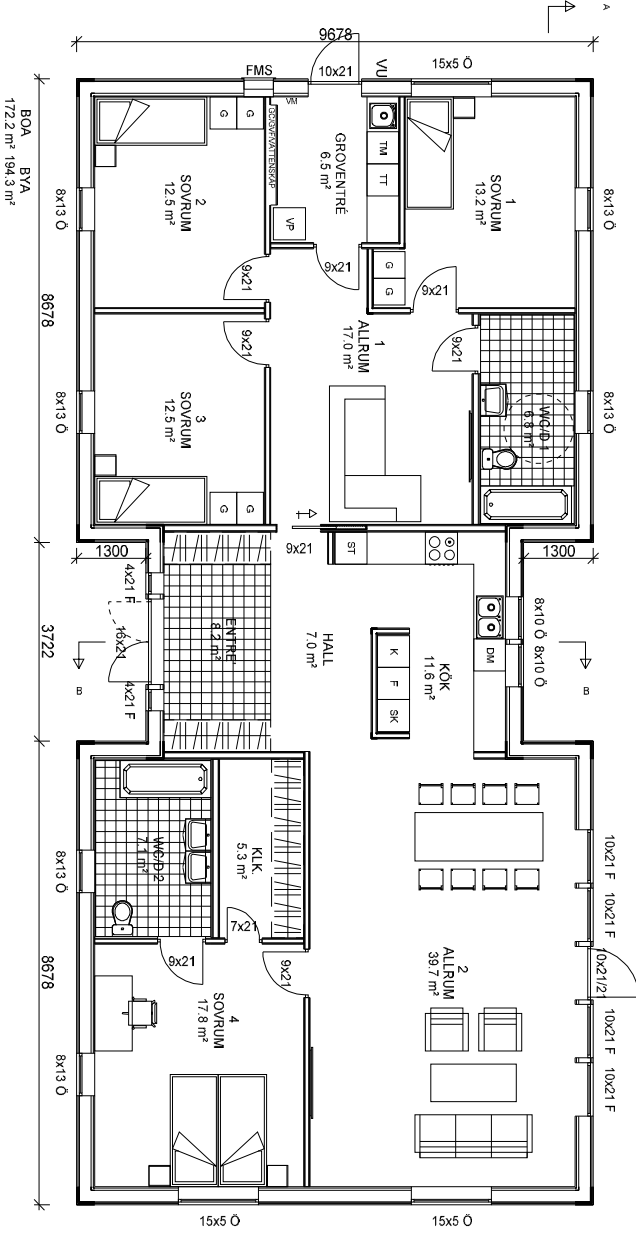 A
9678
FMS
10x21
VU
15x5 Ö
BOA BYA
172.2 m² 194.3 m²
VM
G
G
GC/GVF/VATTENSKÅP
GROVENTRÉ
6.5 m²
TM
TT
VP
2
SOVRUM
12.5 m²
1
SOVRUM
13.2 m²
8x13 Ö
8x13 Ö
9x21
9x21
9x21
G
G
8678
9x21
1
ALLRUM
17.0 m²
9x21
WC/D 1
6.8 m²
8x13 Ö
8x13 Ö
3
SOVRUM
12.5 m²
G
G
1300
9x21
ST
1300
4x21 F
16x21
4x21 F
ENTRE'
8.2 m²
HALL
7.0 m²
KÖK
11.6 m²
K
F
SK
DM
8x10 Ö
8x10 Ö
3722
B
B
8x13 Ö
WC/D 2
7.1 m²
KLK.
5.3 m²
7x21
9x21
9x21
10x21 F
10x21 F
10x21/21
10x21 F
10x21 F
2
ALLRUM
39.7 m²
8678
4
SOVRUM
17.8 m²
8x13 Ö
15x5 Ö
15x5 Ö